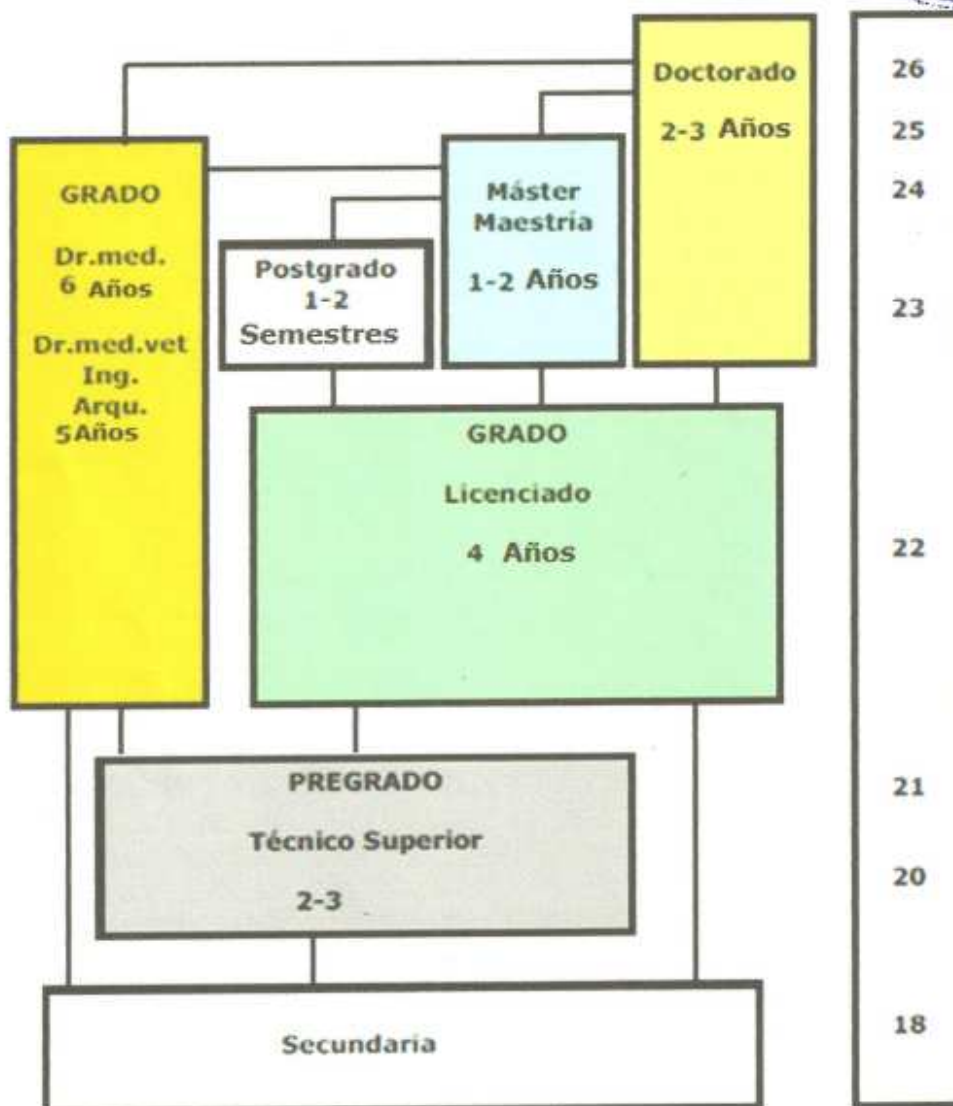 Doctorado
2-3 Años
GRADO
Dr.med.
6 Años
Dr.med.vet
Ing.
Arqu.
5Años
Máster
Maestría
1-2 Años
Postgrado
1-2
Semestres
GRADO
Licenciado
4 Años
PREGRADO
Técnico Superior
2-3
Secundaria
26
25
24
23
22
21
20
18